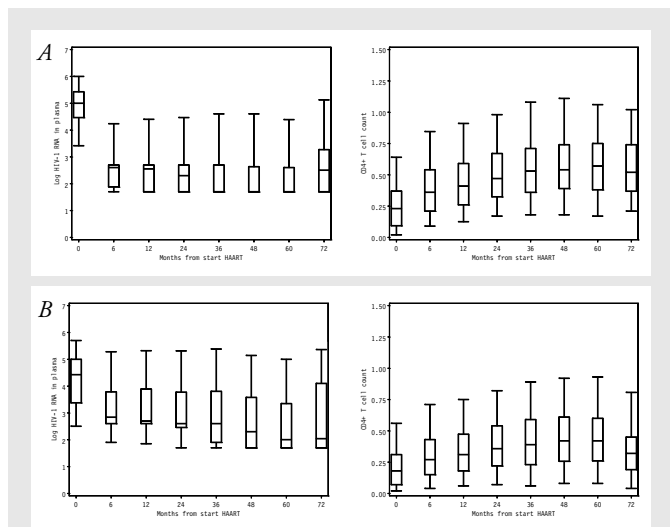 A
Log HIV-1 RNA in plasma
7
6
5
4
3
2
1
0
0 6 12 24 36 48 60 72
Months from start HAART
CD4+ T cell count
1.50
1.25
1.00
0.75
0.50
0.25
0.00
0 6 12 24 36 48 60 72
Months from start HAART
B
Log HIV-1 RNA in plasma
7
6
5
4
3
2
1
0
0 6 12 24 36 48 60 72
Months from start HAART
CD4+ T cell count
1.50
1.25
1.00
0.75
0.50
0.25
0.00
0 6 12 24 36 48 60 72
Months from start HAART